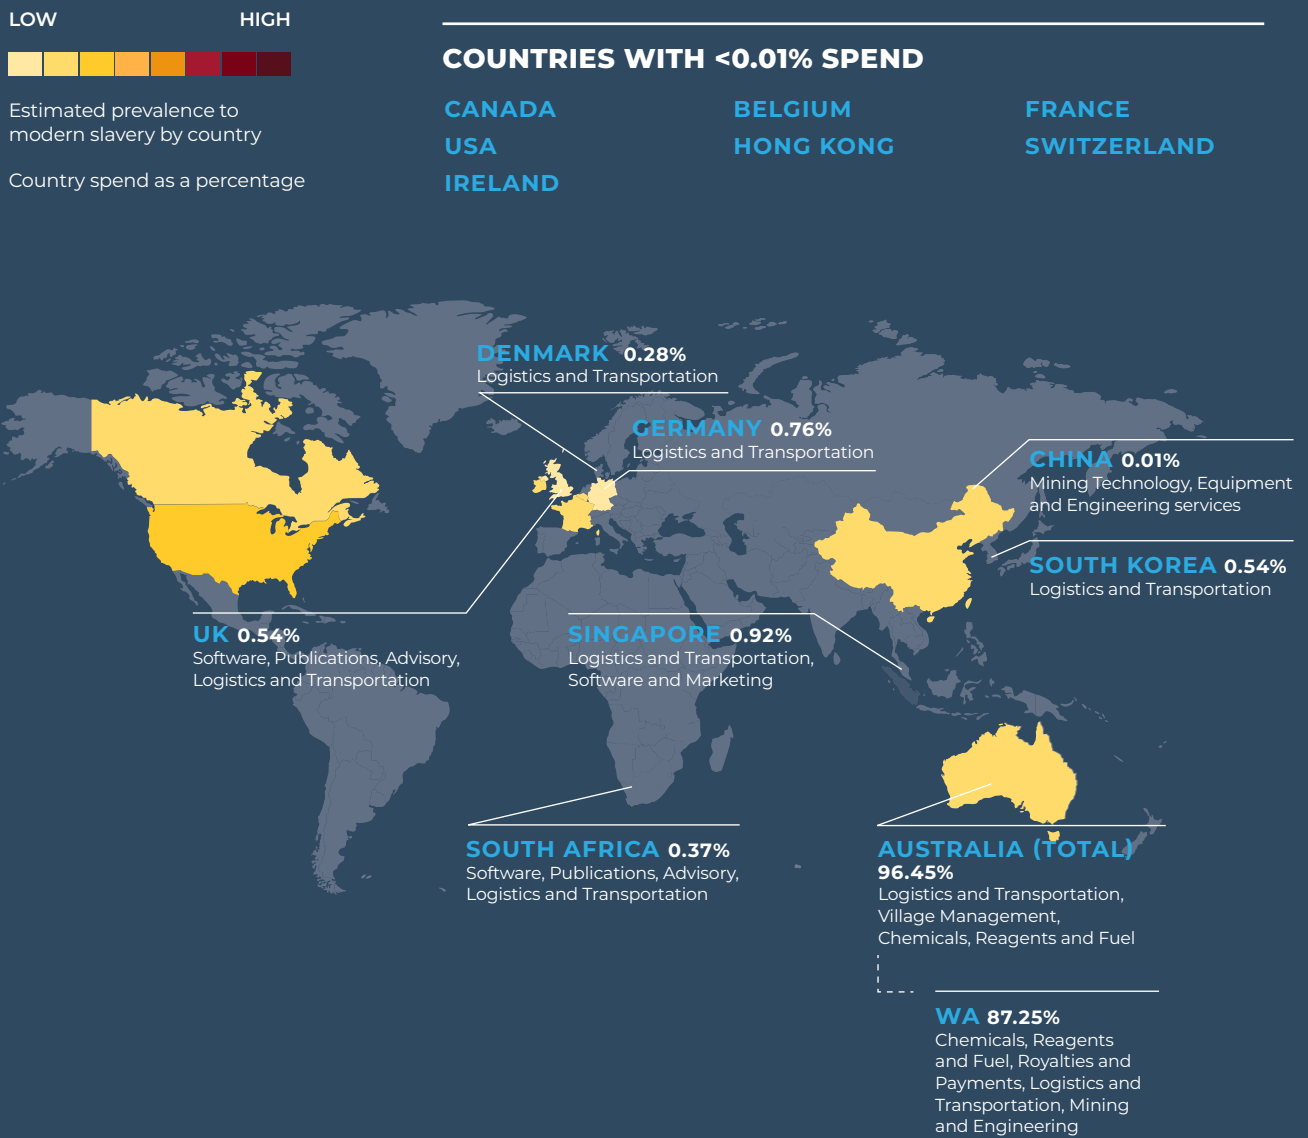 LOW HIGH
Estimated prevalence to
modern slavery by country
Country spend as a percentage
COUNTRIES WITH <0.01% SPEND
CANADA
USA
IRELAND
BELGIUM
HONG KONG
FRANCE
SWITZERLAND
DENMARK 0.28%
Logistics and Transportation
GERMANY 0.76%
Logistics and Transportation
CHINA 0.01%
Mining Technology, Equipment
and Engineering services
SOUTH KOREA 0.54%
Logistics and Transportation
UK 0.54%
Software, Publications, Advisory,
Logistics and Transportation
SINGAPORE 0.92%
Logistics and Transportation,
Software and Marketing
SOUTH AFRICA 0.37%
Software, Publications, Advisory,
Logistics and Transportation
AUSTRALIA (TOTAL)
96.45%
Logistics and Transportation,
Village Management,
Chemicals, Reagents and Fuel
WA 87.25%
Chemicals, Reagents
and Fuel, Royalties and
Payments, Logistics and
Transportation, Mining
and Engineering